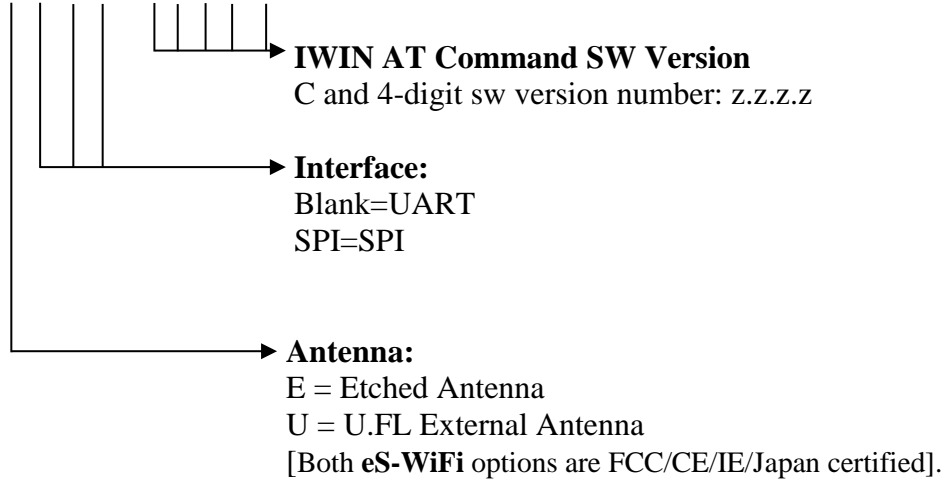 IWIN AT Command SW Version
C and 4-digit sw version number: z.z.z.z
Interface:
Blank=UART
SPI=SPI
Antenna:
E = Etched Antenna
U = U.FL External Antenna
[Both eS-WiFi options are FCC/CE/IE/Japan certified].